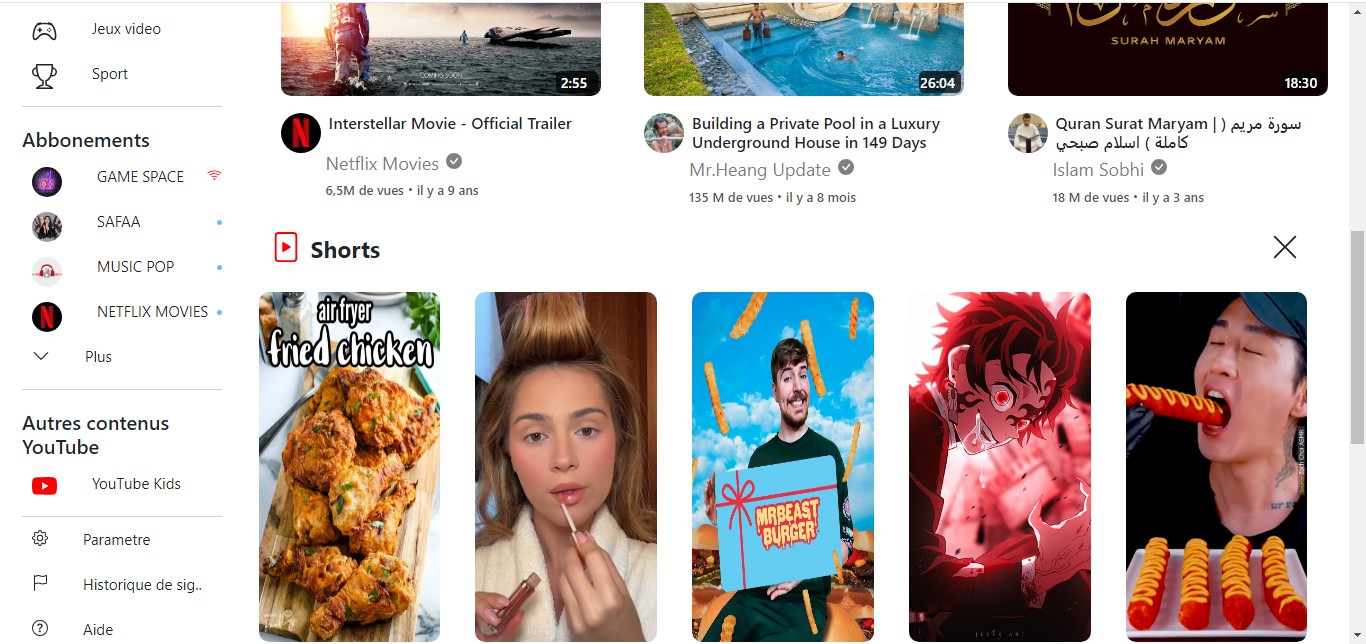 Jeux video
Sport
Abbonements
GAME SPACE
SAFAA
MUSIC POP
NETFLIX MOVIES
Plus
Autres contenus
YouTube
YouTube Kids
Parametre
Historique de sig..
Aide
COMING SOON
2:55
26:04
SURAH MARYAM
18:30
Interstellar Movie - Official Trailer
Netflix Movies
6,5M de vues • il y a 9 ans
Building a Private Pool in a Luxury
Underground House in 149 Days
Mr.Heang Update
135 M de vues • il y a 8 mois
Quran Surat Maryam | سورة مريم (
كاملة ) اسلام صبحي
Islam Sobhi
18 M de vues • il y a 3 ans
Shorts
air fryer
fried chicken
MRBEAST
BURGER
Zach Choi ASMR